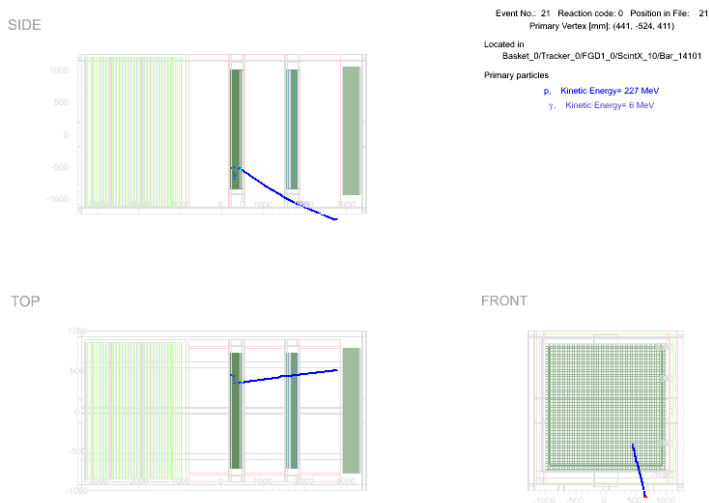 Event No.: 21 Reaction code: 0 Position in File: 21
Primary Vertex [mm]: (441, -524, 411)
Located in
Basket_0/Tracker_0/FGD1_0/ScintX_10/Bar_14101
Primary particles
p, Kinetic Energy= 227 MeV
γ, Kinetic Energy= 6 MeV
SIDE
1000
500
0
-500
-1000
0 1000 3000
TOP
1000
500
0
-500
-1000
0 1000 3000
FRONT
-1000 -500 0 500 1000